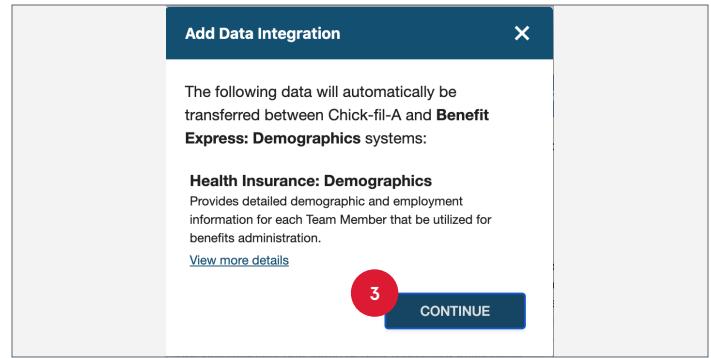 Add Data Integration ×
The following data will automatically be
transferred between Chick-fil-A and Benefit
Express: Demographics systems:
Health Insurance: Demographics
Provides detailed demographic and employment
information for each Team Member that be utilized for
benefits administration.
View more details
3
CONTINUE